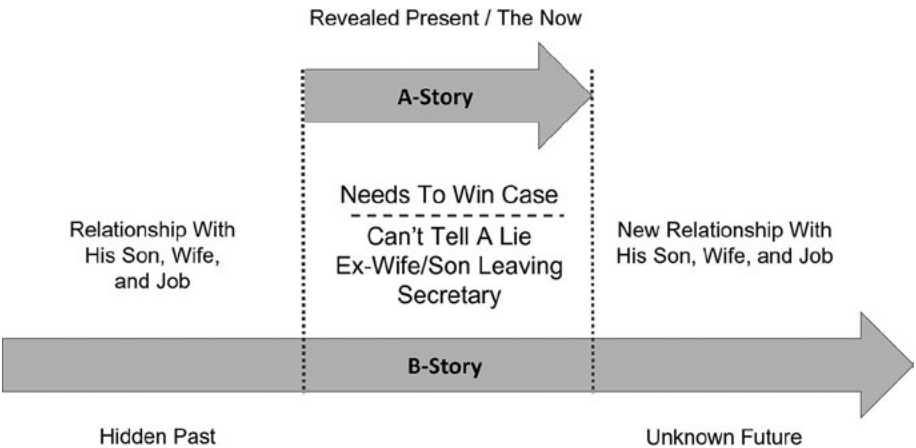 Revealed Present / The Now
A-Story
Needs To Win Case
Can't Tell A Lie
Ex-Wife/Son Leaving
Secretary
Relationship With
His Son, Wife,
and Job
New Relationship With
His Son, Wife, and Job
B-Story
Hidden Past
Unknown Future